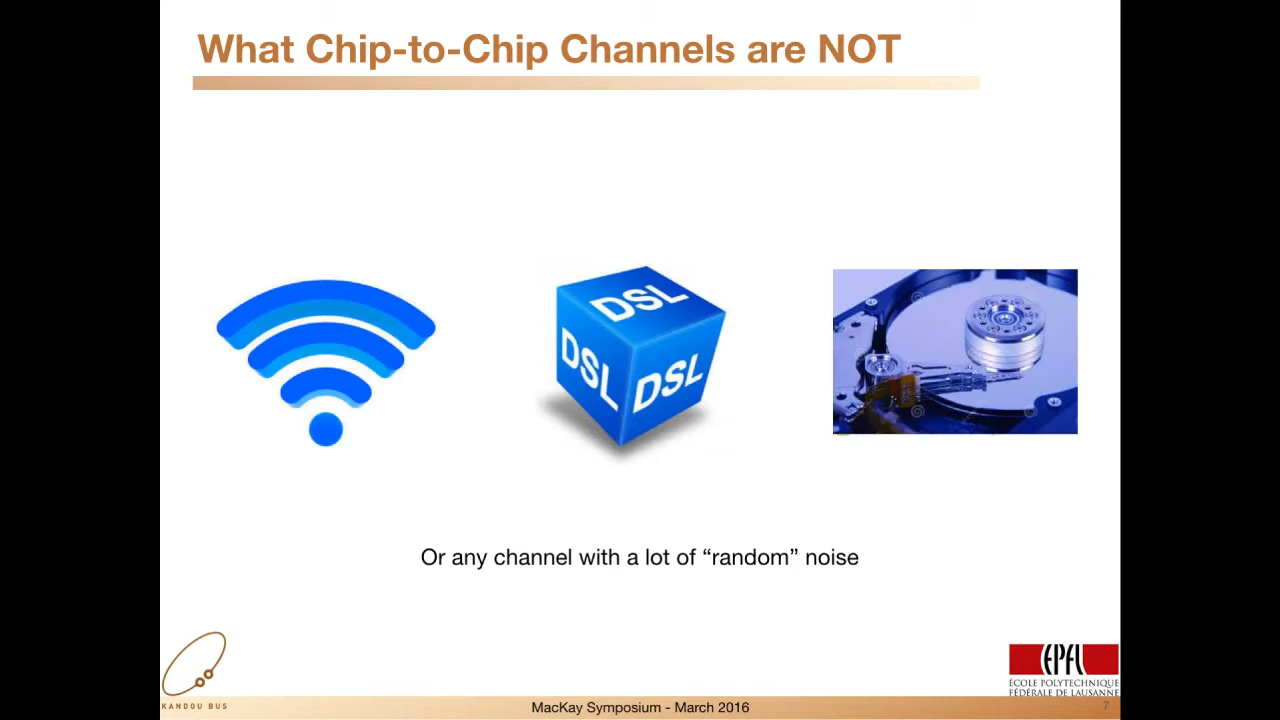 What Chip-to-Chip Channels are NOT
DSL
DSL
DSL
Or any channel with a lot of “random” noise
KANDOU BUS
MacKay Symposium - March 2016
EPFL
ÉCOLE POLYTECHNIQUE
FÉDÉRALE DE LAUSANNE
7